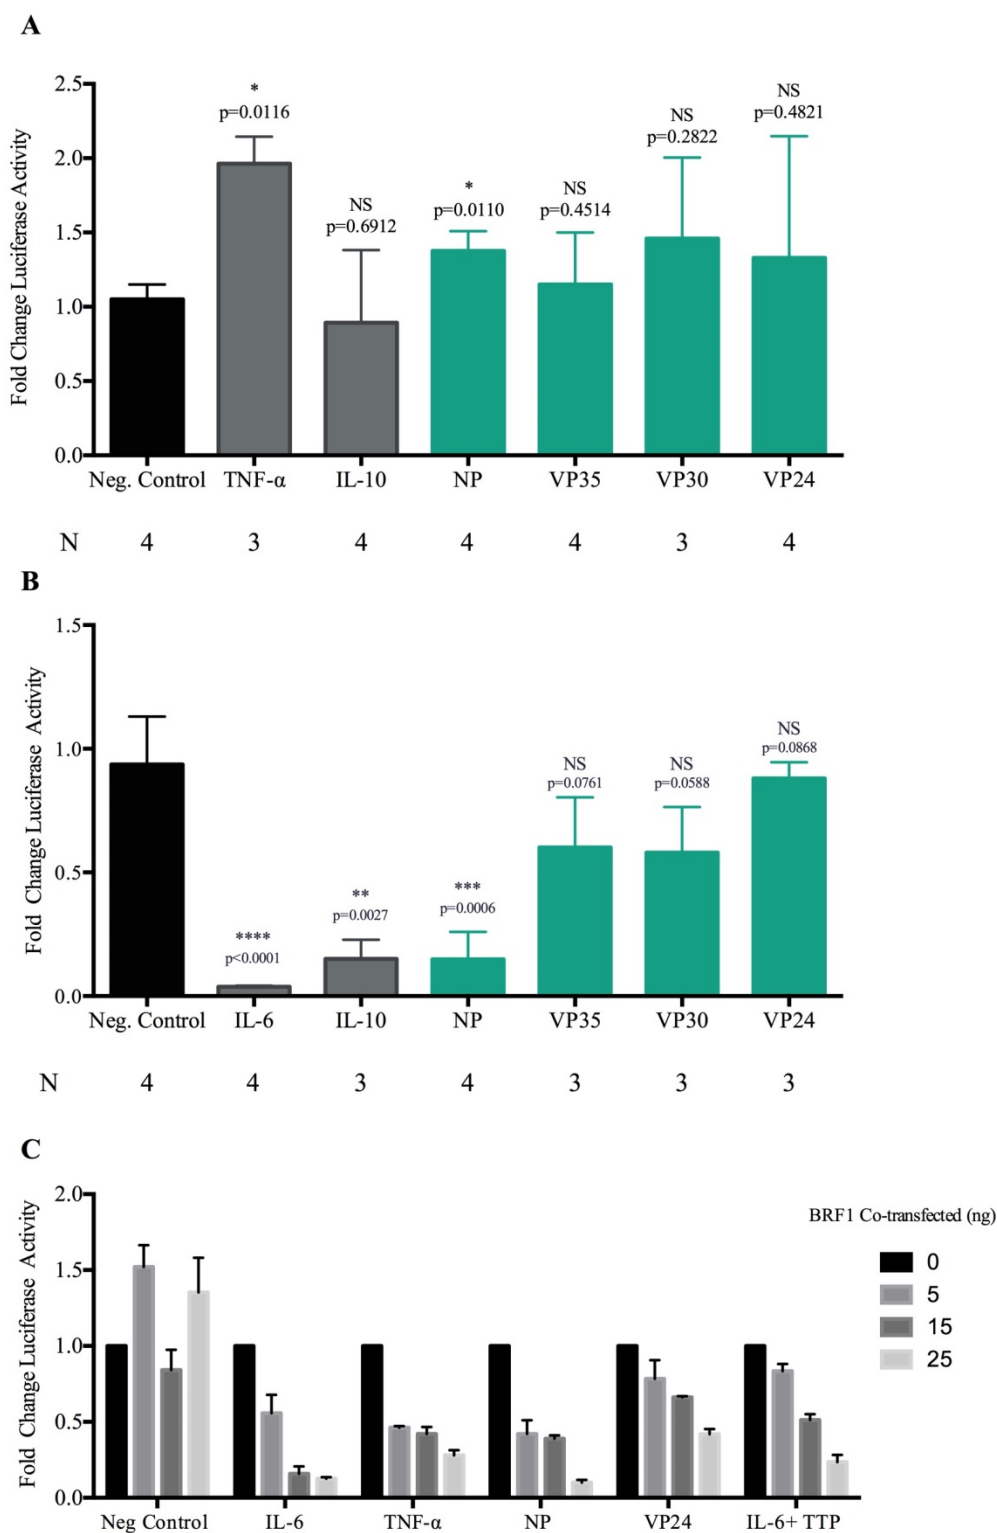 A
Fold Change Luciferase Activity
2.5
2.0
1.5
1.0
0.5
0.0
*
p=0.0116
NS
p=0.6912
*
p=0.0110
NS
p=0.4514
NS
p=0.2822
NS
p=0.4821
Neg. Control TNF-α IL-10 NP VP35 VP30 VP24
N 4 3 4 4 4 3 4
B
Fold Change Luciferase Activity
1.5
1.0
0.5
0.0
****
p<0.0001
**
p=0.0027
***
p=0.0006
NS
p=0.0761
NS
p=0.0588
NS
p=0.0868
Neg. Control IL-6 IL-10 NP VP35 VP30 VP24
N 4 4 3 4 3 3 3
C
Fold Change Luciferase Activity
2.0
1.5
1.0
0.5
0.0
Neg Control IL-6 TNF-α NP VP24 IL-6+ TTP
BRF1 Co-transfected (ng)
0
5
15
25